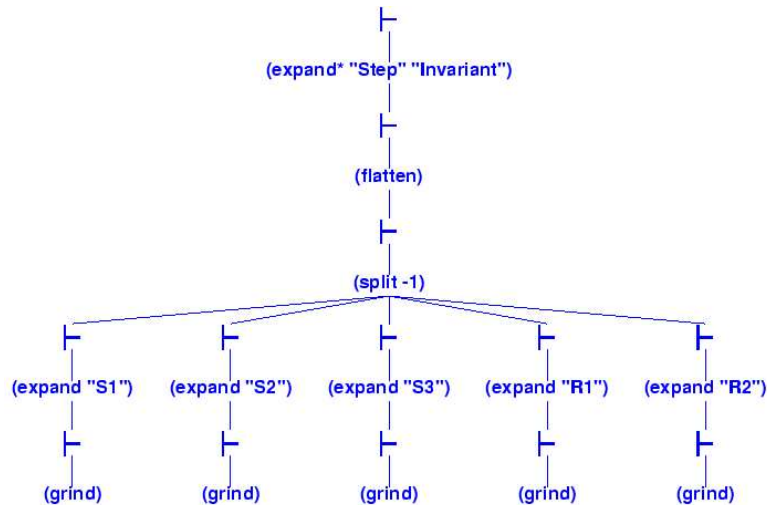 (expand* "Step" "Invariant")
(flatten)
(split -1)
(expand "S1") (expand "S2") (expand "S3") (expand "R1") (expand "R2")
(grind) (grind) (grind) (grind) (grind)